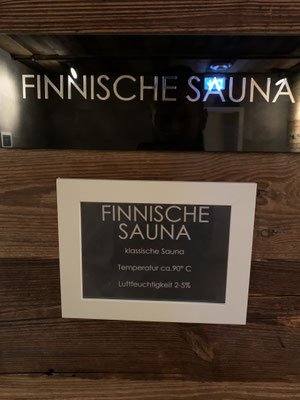 FINNISCHE SAUNA
FINNISCHE
SAUNA
klassische Sauna
Temperatur ca.90° C
Luftfeuchtigkeit 2-5%